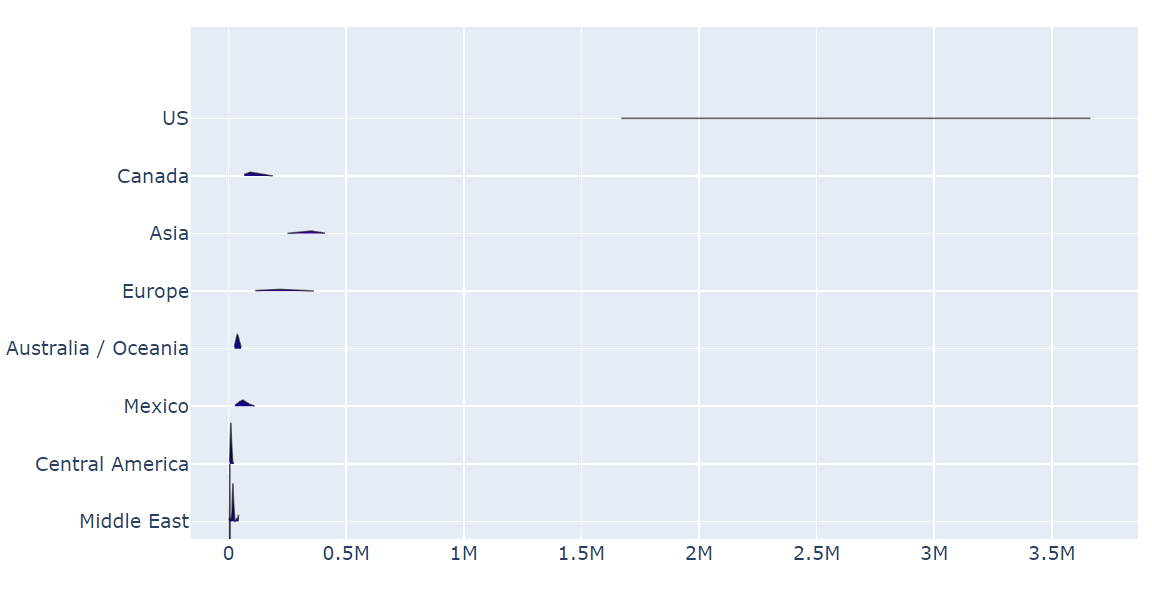 US
Canada
Asia
Europe
Australia / Oceania
Mexico
Central America
Middle East
0 0.5M 1M 1.5M 2M 2.5M 3M 3.5M